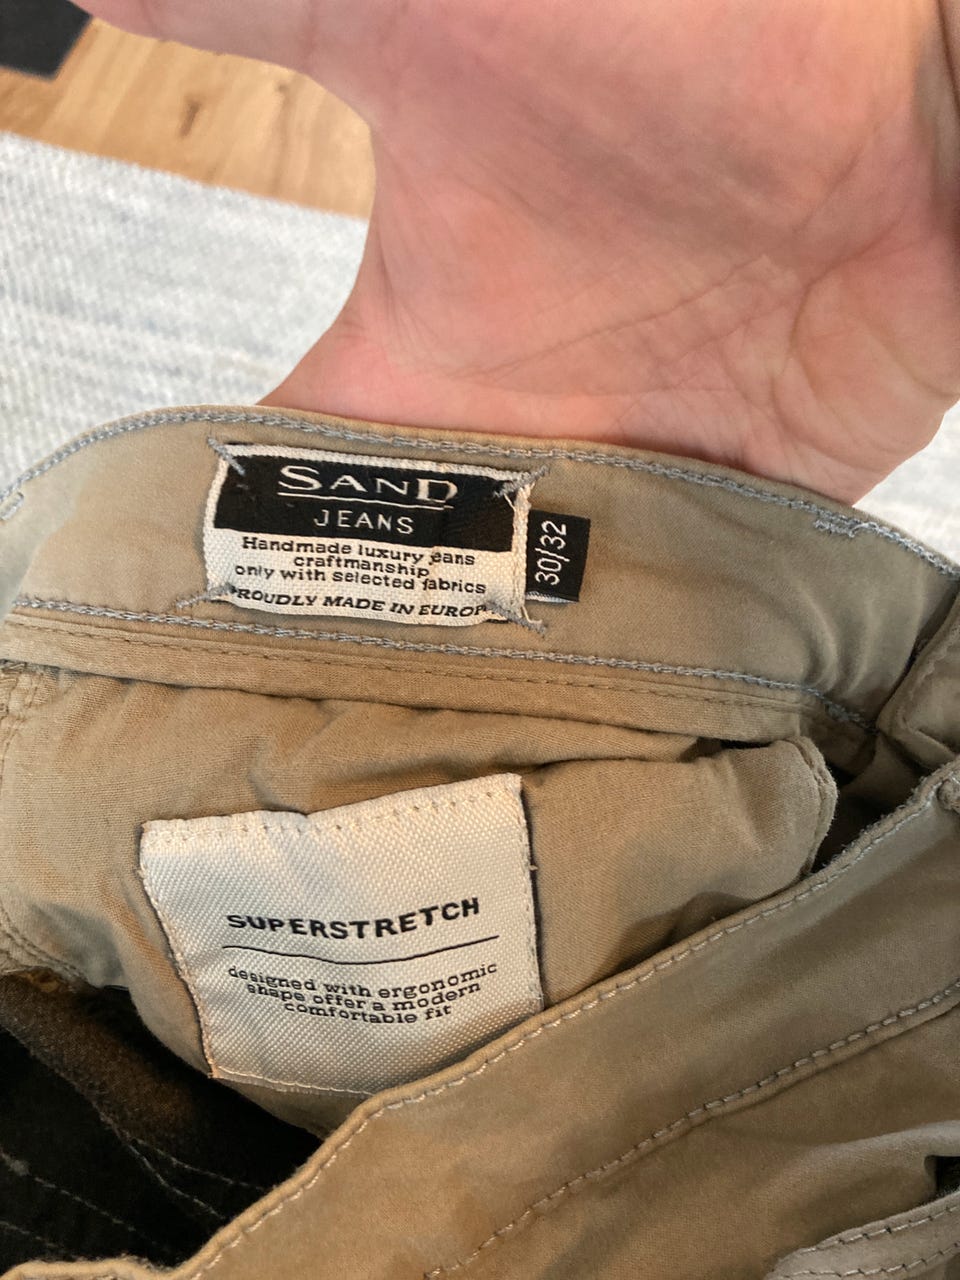 SAND
JEANS
Handmade luxury jeans
craftmanship
only with selected fabrics
PROUDLY MADE IN EUROP
30/32
SUPERSTRETCH
designed with ergonomic
shape offer a modern
comfortable fit